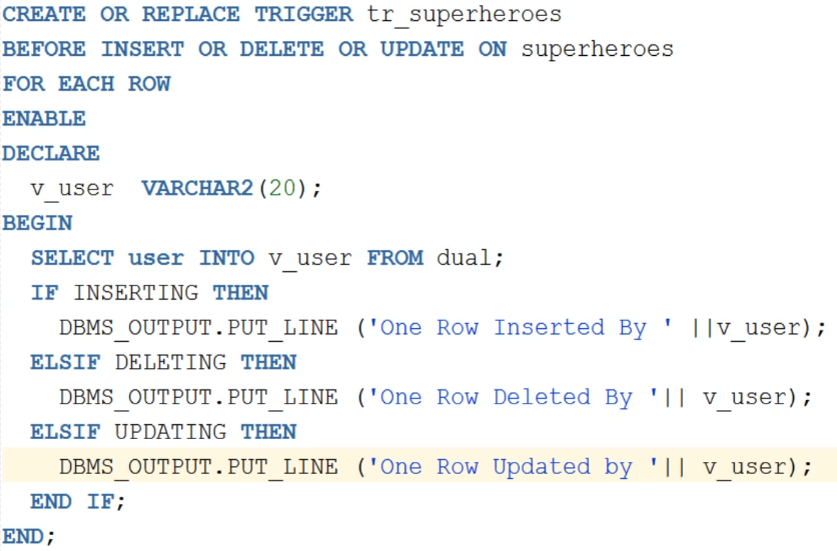 CREATE OR REPLACE TRIGGER tr_superheroes
BEFORE INSERT OR DELETE OR UPDATE ON superheroes
FOR EACH ROW
ENABLE
DECLARE
  v_user  VARCHAR2(20);
BEGIN
  SELECT user INTO v_user FROM dual;
  IF INSERTING THEN
    DBMS_OUTPUT.PUT_LINE ('One Row Inserted By ' ||v_user);
  ELSIF DELETING THEN
    DBMS_OUTPUT.PUT_LINE ('One Row Deleted By '|| v_user);
  ELSIF UPDATING THEN
    DBMS_OUTPUT.PUT_LINE ('One Row Updated by '|| v_user);
  END IF;
END;